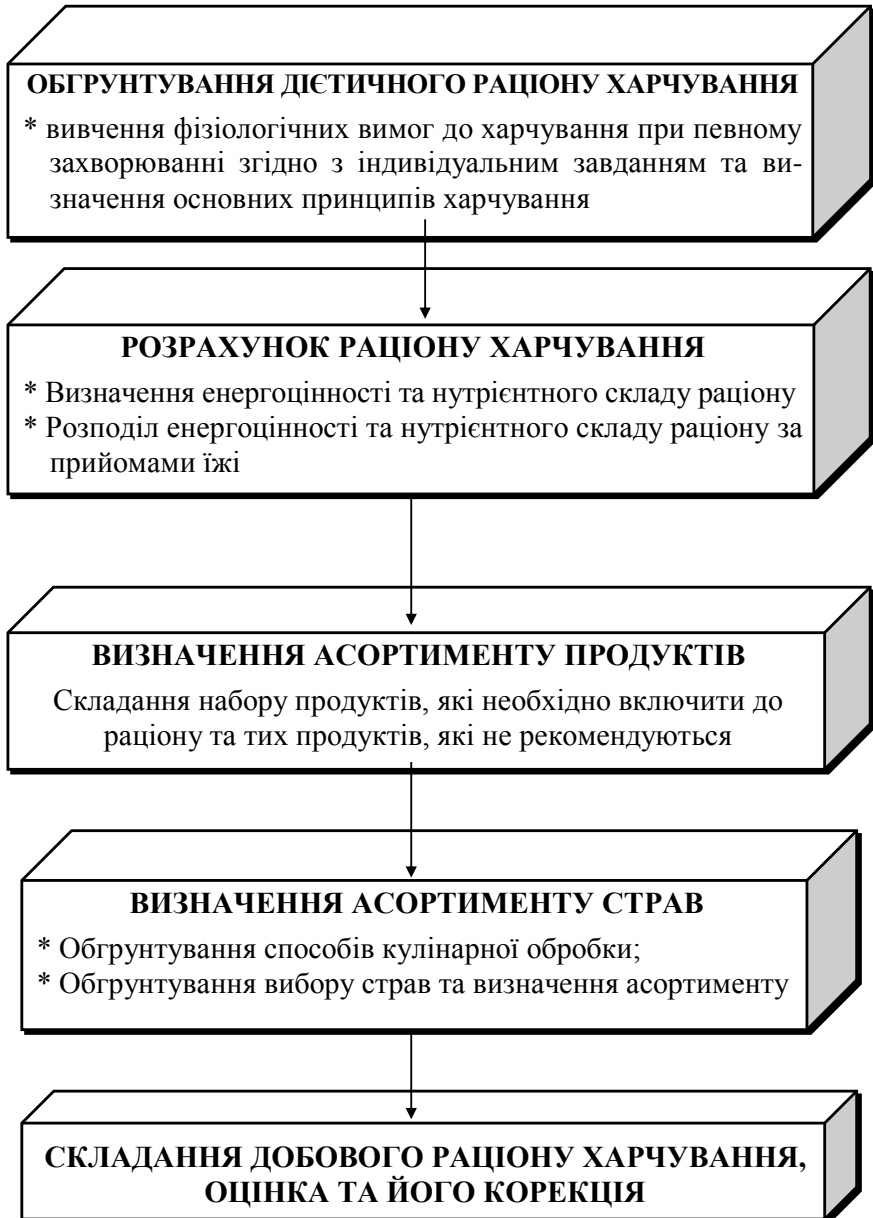 ОБГРУНТУВАННЯ ДІЄТИЧНОГО РАЦІОНУ ХАРЧУВАННЯ
* вивчення фізіологічних вимог до харчування при певному
захворюванні згідно з індивідуальним завданням та ви-
значення основних принципів харчування
РОЗРАХУНОК РАЦІОНУ ХАРЧУВАННЯ
* Визначення енергоцінності та нутрієнтного складу раціону
* Розподіл енергоцінності та нутрієнтного складу раціону за
прийомами їжі
ВИЗНАЧЕННЯ АСОРТИМЕНТУ ПРОДУКТІВ
Складання набору продуктів, які необхідно включити до
раціону та тих продуктів, які не рекомендуються
ВИЗНАЧЕННЯ АСОРТИМЕНТУ СТРАВ
* Обгрунтування способів кулінарної обробки;
* Обгрунтування вибору страв та визначення асортименту
СКЛАДАННЯ ДОБОВОГО РАЦІОНУ ХАРЧУВАННЯ,
ОЦІНКА ТА ЙОГО КОРЕКЦІЯ